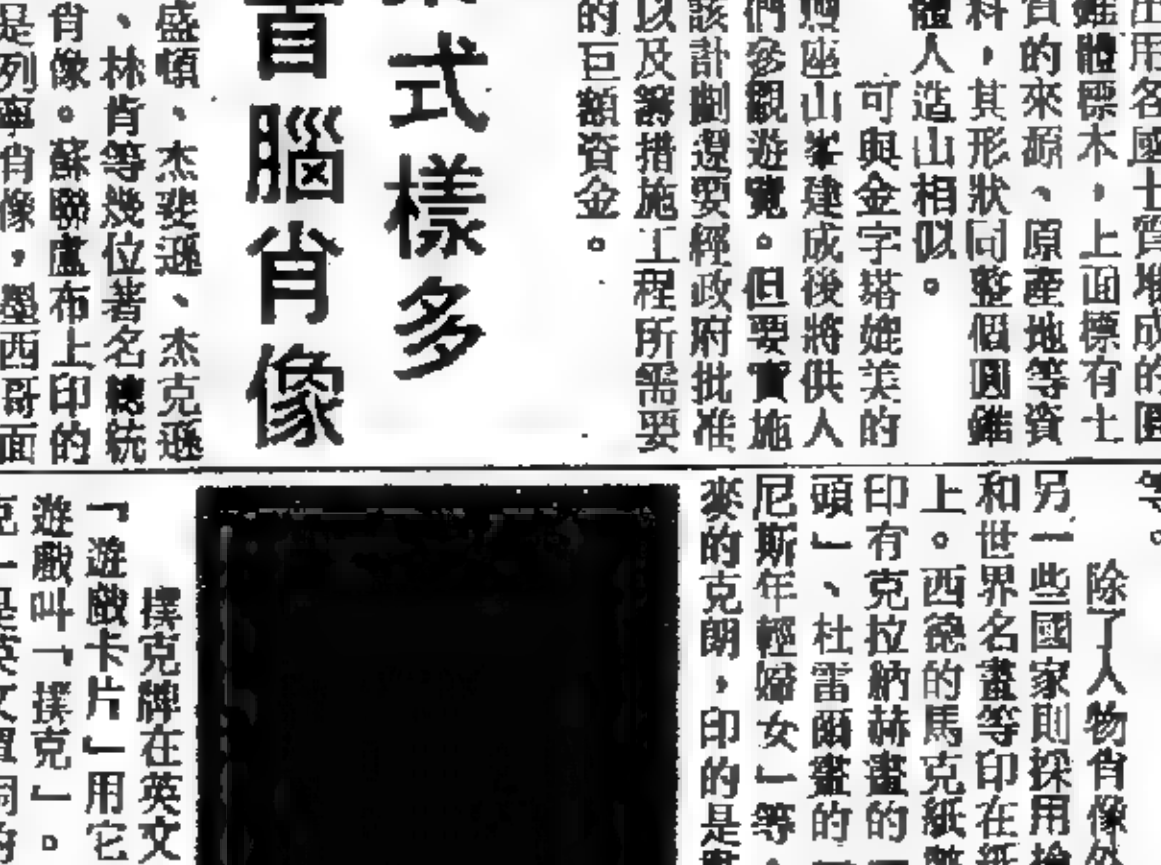 出用名國土質堆成的圓
雖體標木,上面標有土
質的來源、原產地等資
料,其形狀同整個圓錐
體人造山相似。
可與金字塔媲美的
座山峯建成後將供人
們參觀遊覽。但要實施
該計劃還要經政府批准
以及籌措施工程所需要
的巨額資金。
式樣多
首腦肖像
盛頓、杰斐遜、杰克遜
、林肯等幾位著名總統
肖像。蘇聯盧布上印的
是列寧肖像,墨西哥面
等。
除了人物肖像
另一些國家則採用
和世界名畫等印在紙
上。西德的馬克紙
印有克拉納赫畫的
頭」、杜雷爾畫的
尼斯年輕婦女」等
麥的克朗,印的是
撲克牌在英文
『遊戲卡片』用它
遊戲叫「撲克」。
克一是英文